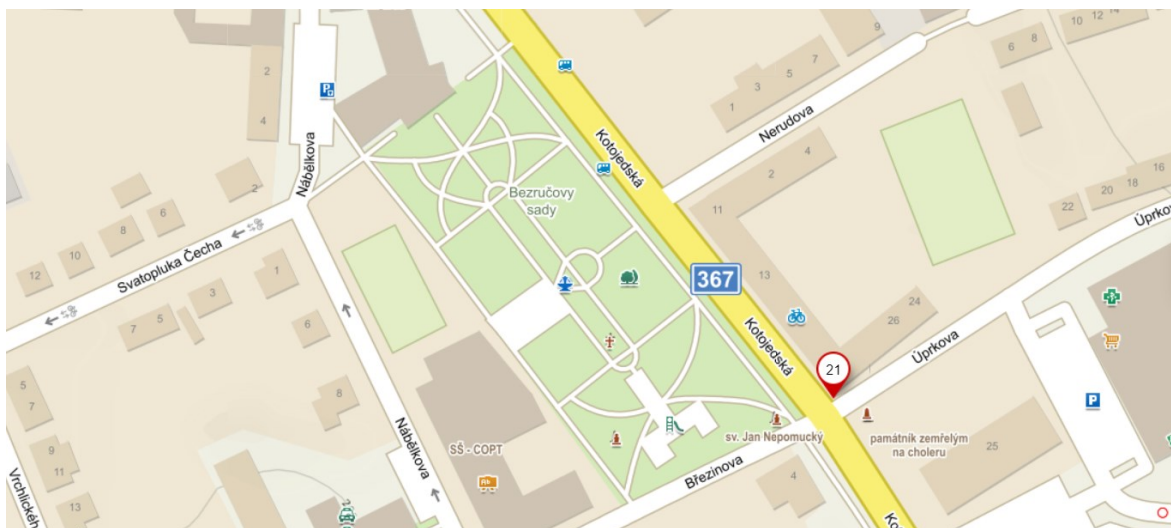 2
4
P
Nábělkova
2
6
8
10
12
Svatopluka Čecha
1
3
5
7
6
8
5
7
9
11
13
Vrchlického
Nábělkova
SŠ - COPT
Bezručovy
sady
Kotojedská
367
Kotojedská
1
3
5
7
9
Nerudova
2
4
11
13
6
8
10
12
14
16
18
20
22
24
26
Úprkova
Úprkov
21
sv. Jan Nepomucký
památník zemřelým
na choleru
25
P
Březinova
4
Ko